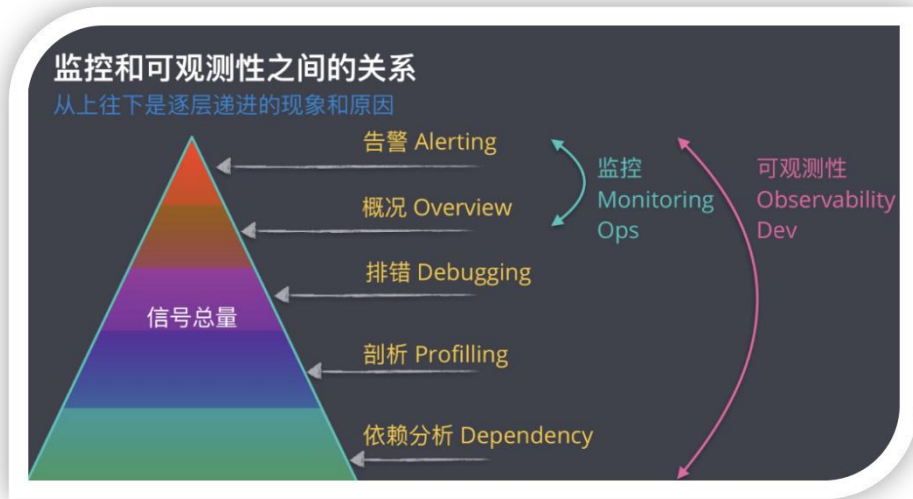 监控和可观测性之间的关系
从上往下是逐层递进的现象和原因
告警 Alerting
概况 Overview
排错 Debugging
剖析 Profilling
依赖分析 Dependency
信号总量
监控
Monitoring
Ops
可观测性
Observability
Dev